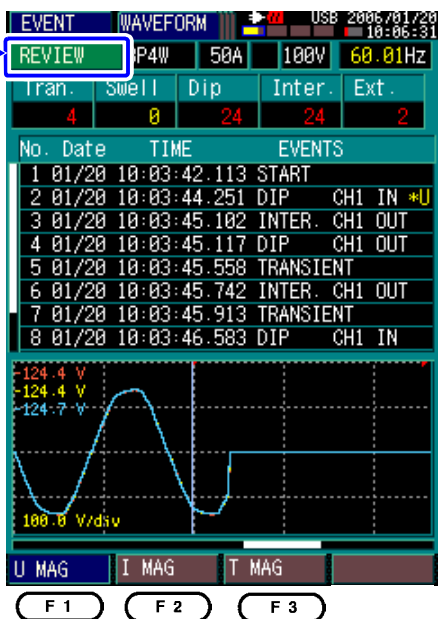 EVENT WAVEFORM USB 2006/01/20
10:06:31
REVIEW 3P4W 50A 100V 60.01Hz
Tran. Swell Dip Inter. Ext.
4 0 24 24 2
No. Date TIME EVENTS
1 01/20 10:03:42.113 START
2 01/20 10:03:44.251 DIP CH1 IN *U
3 01/20 10:03:45.102 INTER. CH1 OUT
4 01/20 10:03:45.117 DIP CH1 OUT
5 01/20 10:03:45.558 TRANSIENT
6 01/20 10:03:45.742 INTER. CH1 OUT
7 01/20 10:03:45.913 TRANSIENT
8 01/20 10:03:46.583 DIP CH1 IN
-124.4 V
-124.4 V
-124.7 V
100.0 V/div
U MAG I MAG T MAG
F 1 F 2 F 3